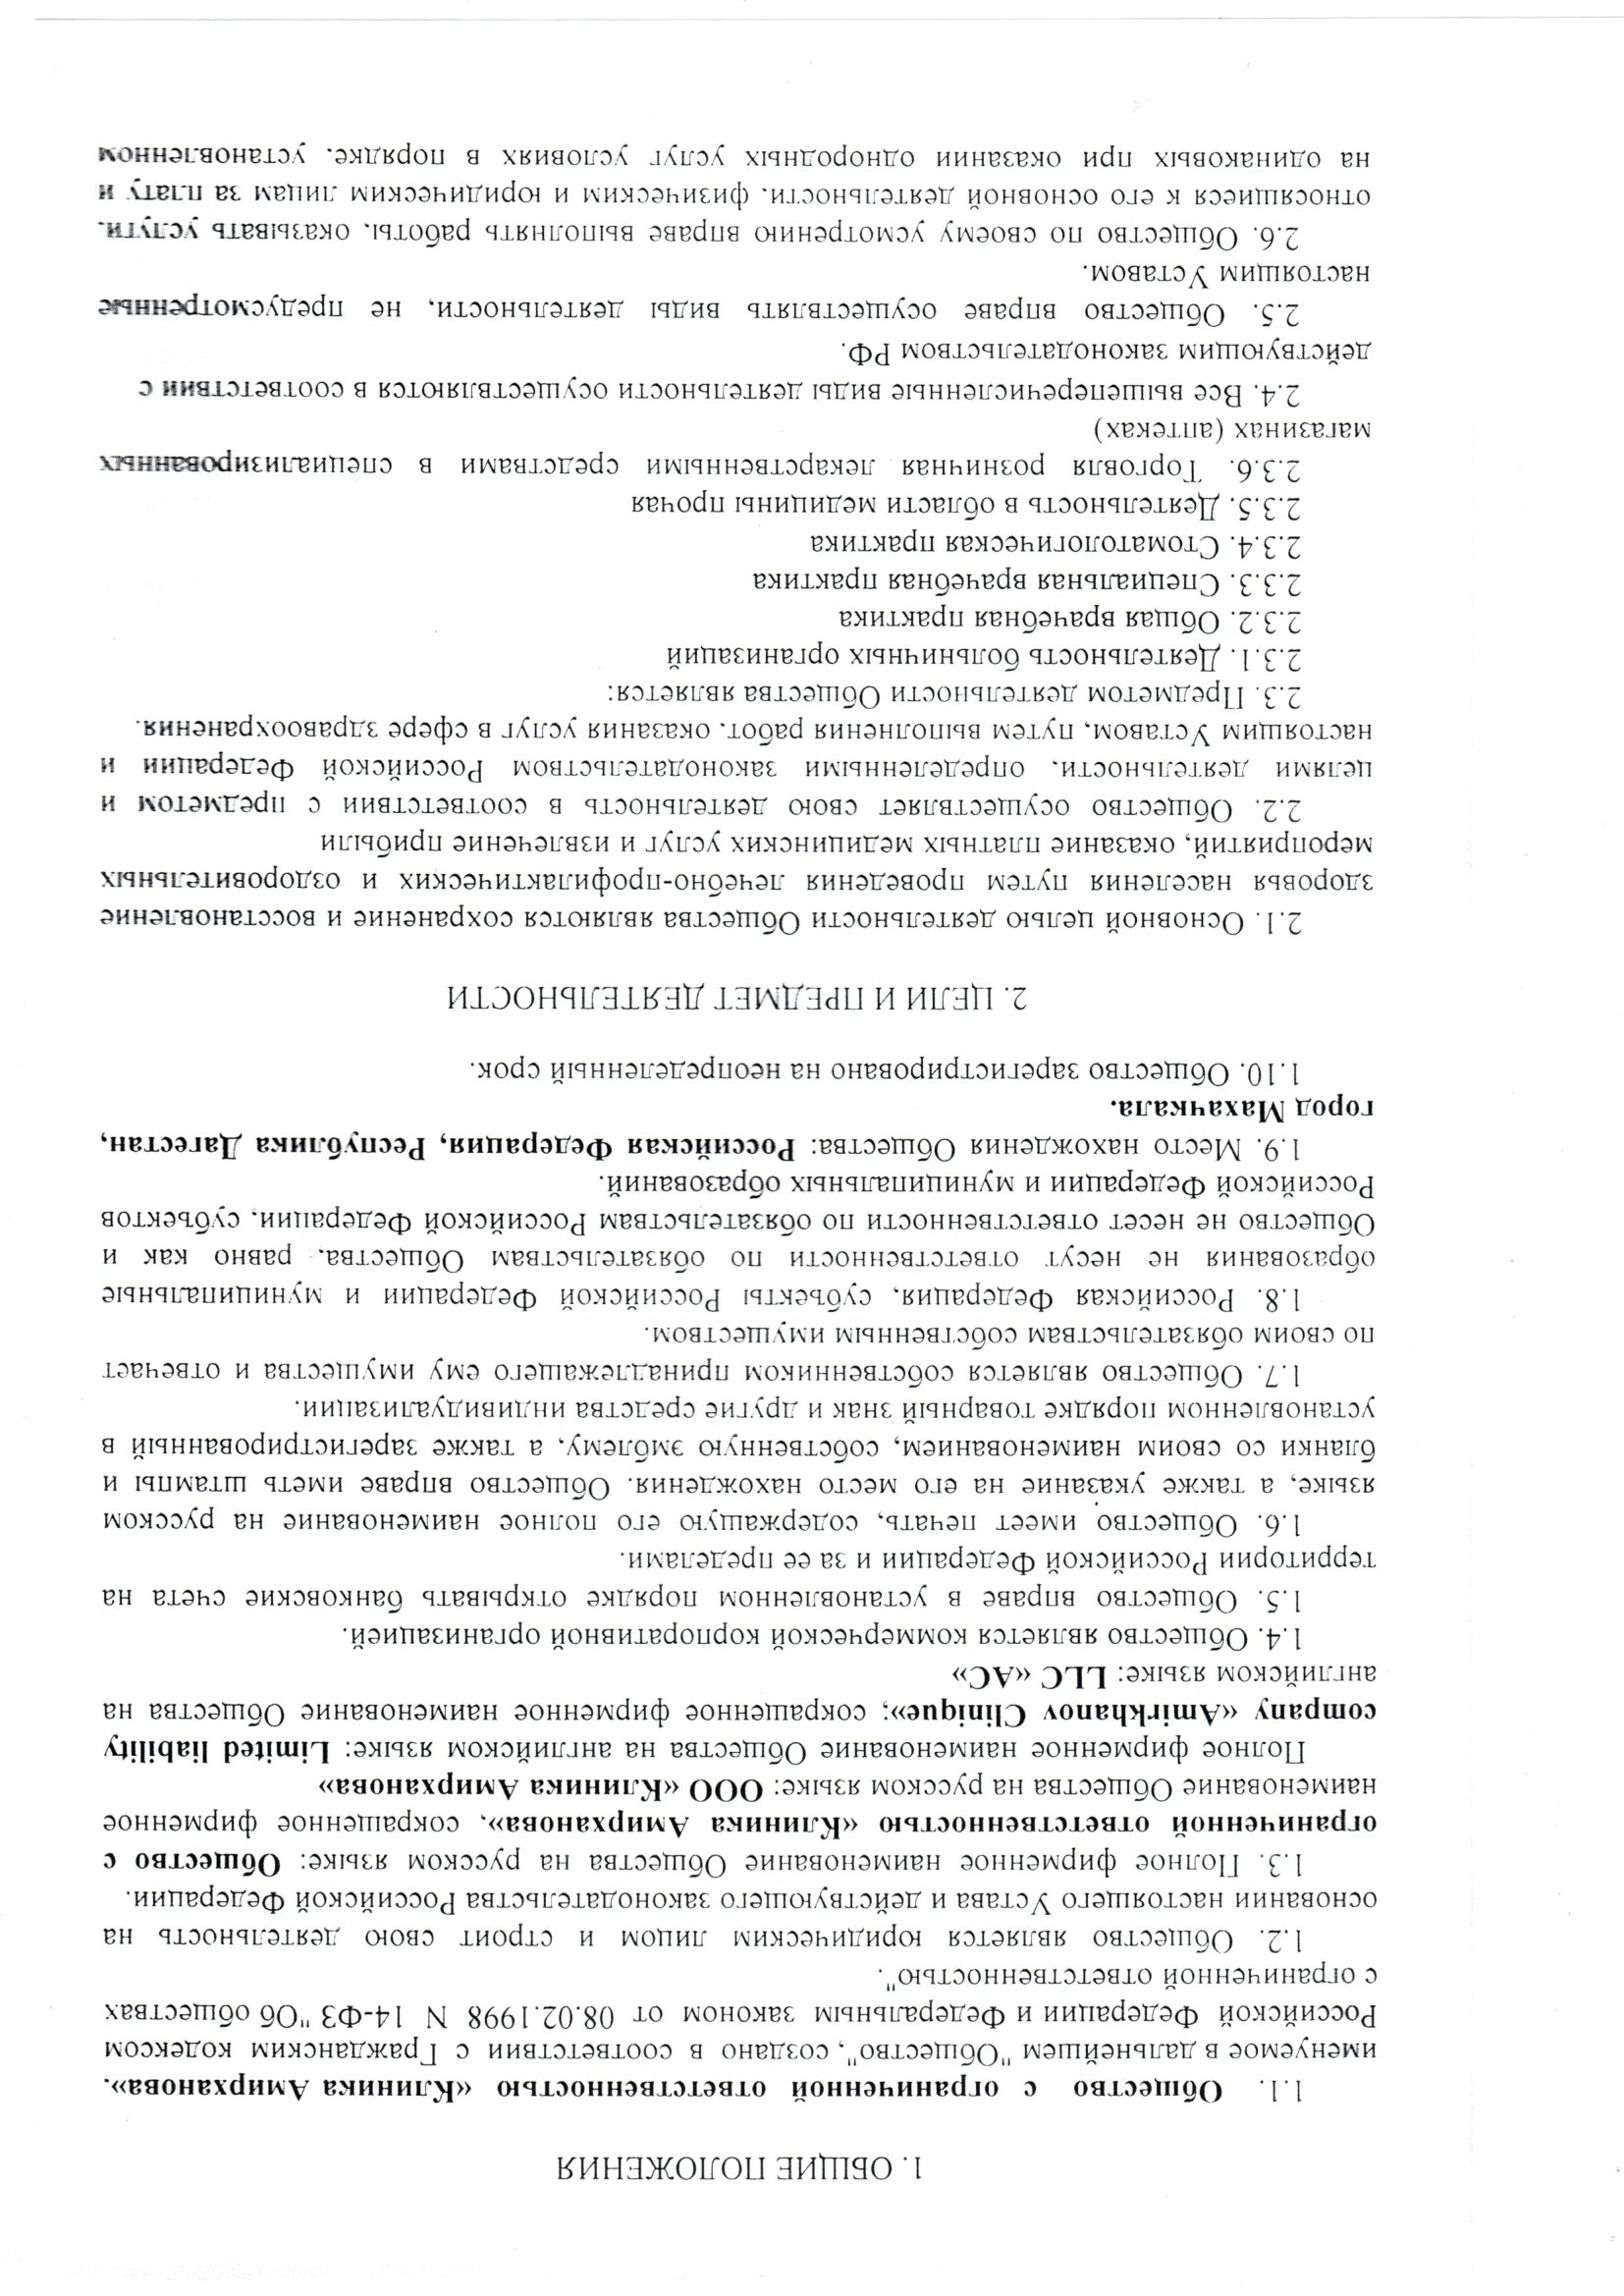 1. ОБЩИЕ ПОЛОЖЕНИЯ
1.1. Общество с ограниченной ответственностью «Клиника Амирханова»,
именуемое в дальнейшем "Общество", создано в соответствии с Гражданским кодексом
Российской Федерации и Федеральным законом от 08.02.1998 N 14-ФЗ "Об обществах
с ограниченной ответственностью".
1.2. Общество является юридическим лицом и строит свою деятельность на
основании настоящего Устава и действующего законодательства Российской Федерации.
1.3. Полное фирменное наименование Общества на русском языке: Общество с
ограниченной ответственностью «Клиника Амирханова», сокращенное фирменное
наименование Общества на русском языке: ООО «Клиника Амирханова»
Полное фирменное наименование Общества на английском языке: Limited liability
company «Amirkhanov Clinique»; сокращенное фирменное наименование Общества на
английском языке: LLC «AC»
1.4. Общество является коммерческой корпоративной организацией.
1.5. Общество вправе в установленном порядке открывать банковские счета на
территории Российской Федерации и за ее пределами.
1.6. Общество имеет печать, содержащую его полное наименование на русском
языке, а также указание на его место нахождения. Общество вправе иметь штампы и
бланки со своим наименованием, собственную эмблему, а также зарегистрированный в
установленном порядке товарный знак и другие средства индивидуализации.
1.7. Общество является собственником принадлежащего ему имущества и отвечает
по своим обязательствам собственным имуществом.
1.8. Российская Федерация, субъекты Российской Федерации и муниципальные
образования не несут ответственности по обязательствам Общества, равно как и
Общество не несет ответственности по обязательствам Российской Федерации, субъектов
Российской Федерации и муниципальных образований.
1.9. Место нахождения Общества: Российская Федерация, Республика Дагестан,
город Махачкала.
1.10. Общество зарегистрировано на неопределенный срок.
2. ЦЕЛИ И ПРЕДМЕТ ДЕЯТЕЛЬНОСТИ
2.1. Основной целью деятельности Общества являются сохранение и восстановление
здоровья населения путем проведения лечебно-профилактических и оздоровительных
мероприятий, оказание платных медицинских услуг и извлечение прибыли
2.2. Общество осуществляет свою деятельность в соответствии с предметом и
целями деятельности, определенными законодательством Российской Федерации и
настоящим Уставом, путем выполнения работ, оказания услуг в сфере здравоохранения.
2.3. Предметом деятельности Общества является:
2.3.1. Деятельность больничных организаций
2.3.2. Общая врачебная практика
2.3.3. Специальная врачебная практика
2.3.4. Стоматологическая практика
2.3.5. Деятельность в области медицины прочая
2.3.6. Торговля розничная лекарственными средствами в специализированных
магазинах (аптеках)
2.4. Все вышеперечисленные виды деятельности осуществляются в соответствии с
действующим законодательством РФ.
2.5. Общество вправе осуществлять виды деятельности, не предусмотренные
настоящим Уставом.
2.6. Общество по своему усмотрению вправе выполнять работы, оказывать услуги,
относящиеся к его основной деятельности, физическим и юридическим лицам за плату и
на одинаковых при оказании однородных услуг условиях в порядке, установленном